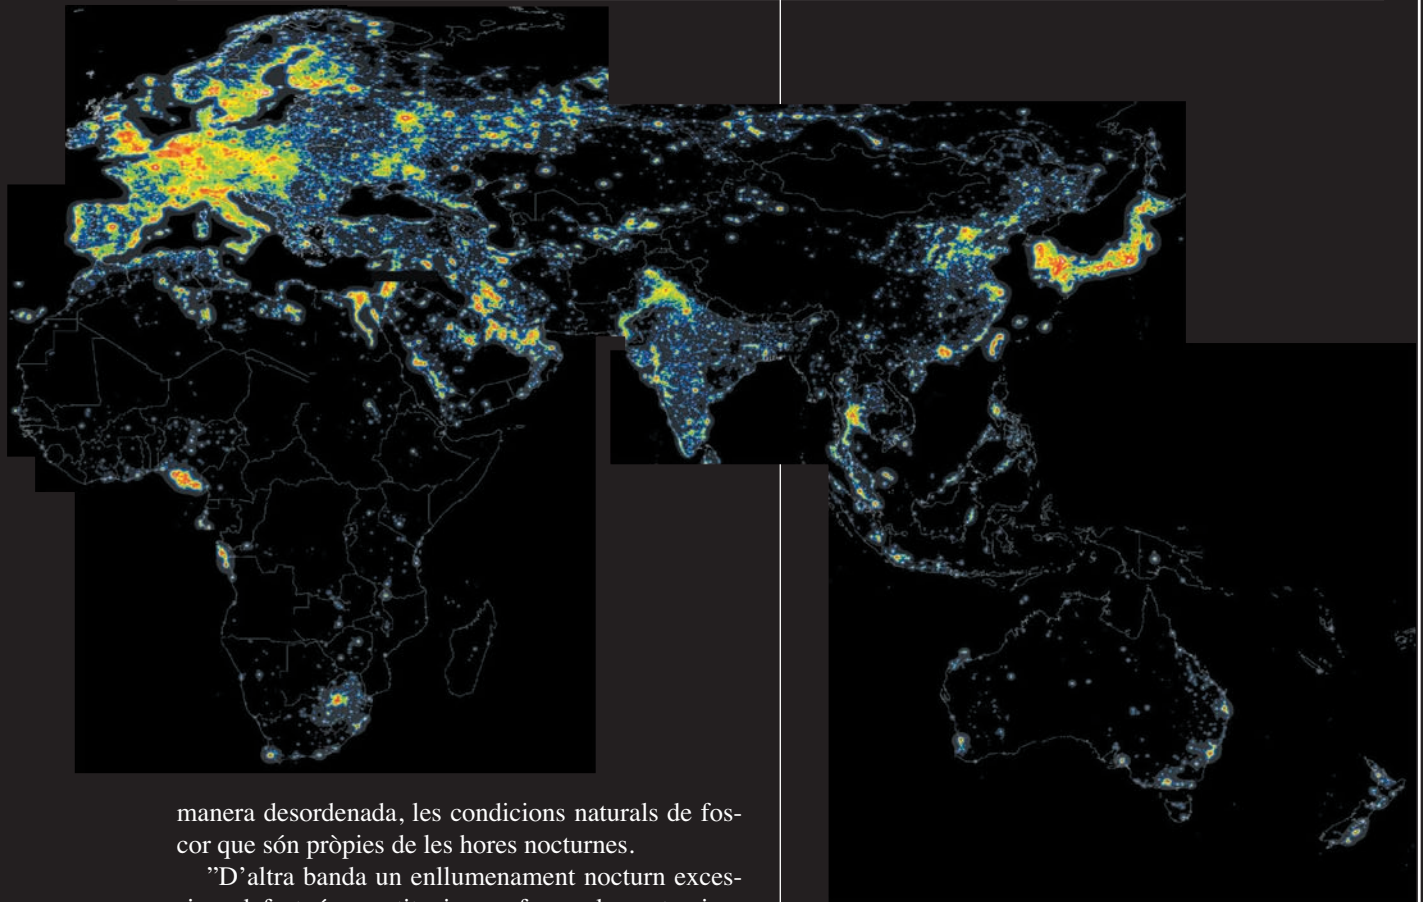 manera desordenada, les condicions naturals de fos-
cor que són pròpies de les hores nocturnes.
”D’altra banda un enllumenament nocturn exces-